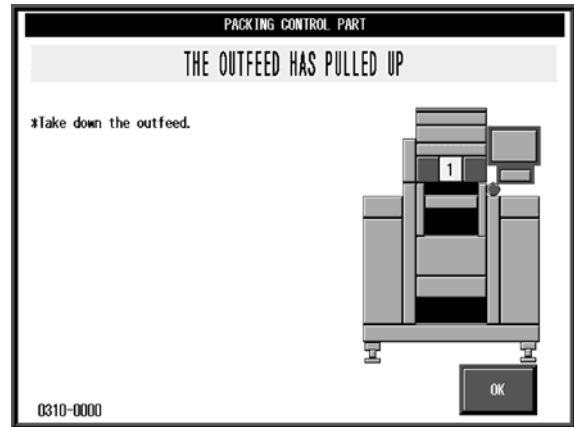 PACKING CONTROL PART
THE OUTFEED HAS PULLED UP
*Take down the outfeed.
1
OK
0310-0000